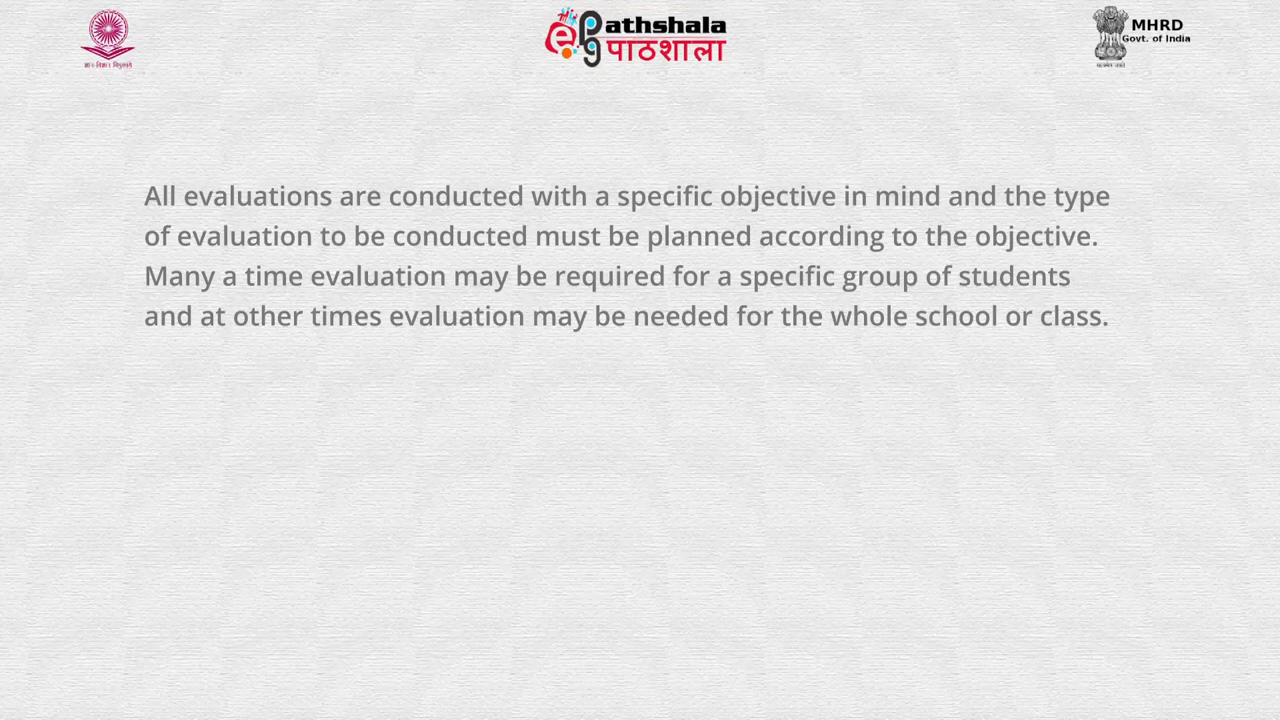 ePathshala
पाठशाला
MHRD
Govt. of India
All evaluations are conducted with a specific objective in mind and the type
of evaluation to be conducted must be planned according to the objective.
Many a time evaluation may be required for a specific group of students
and at other times evaluation may be needed for the whole school or class.